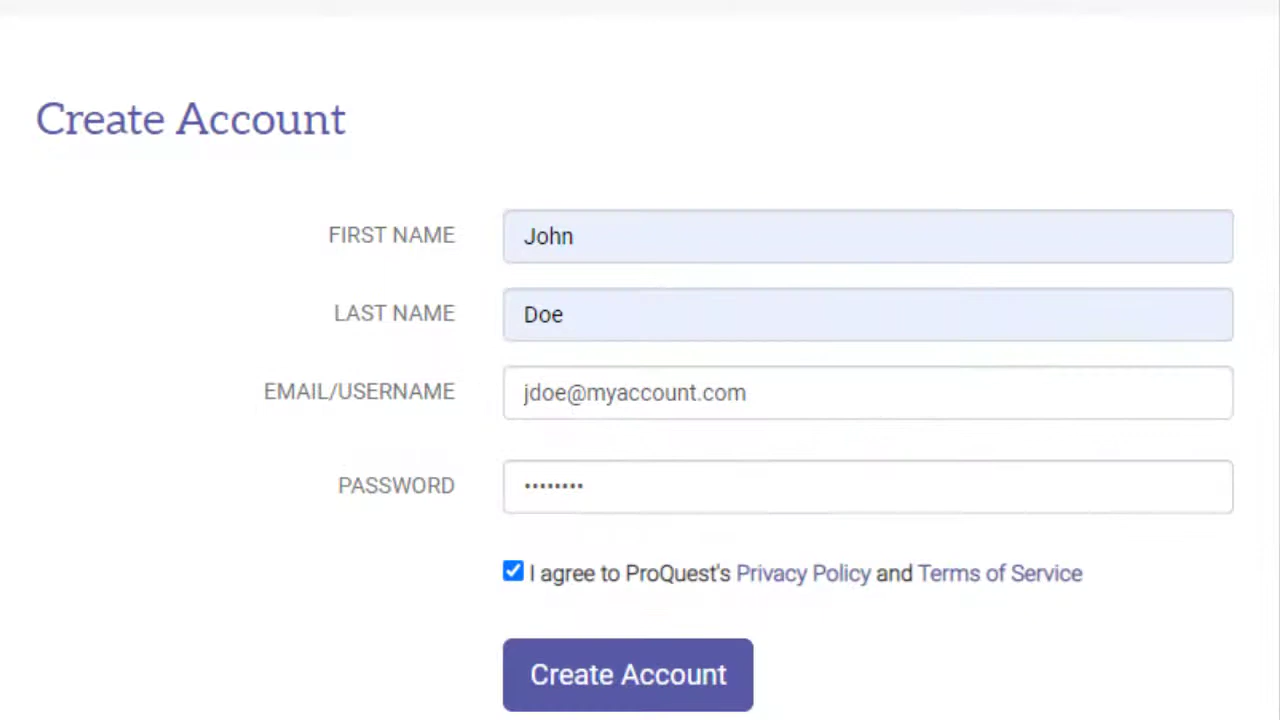 Create Account
FIRST NAME John
LAST NAME Doe
EMAIL/USERNAME jdoe@myaccount.com
PASSWORD ••••••••
I agree to ProQuest's Privacy Policy and Terms of Service
Create Account